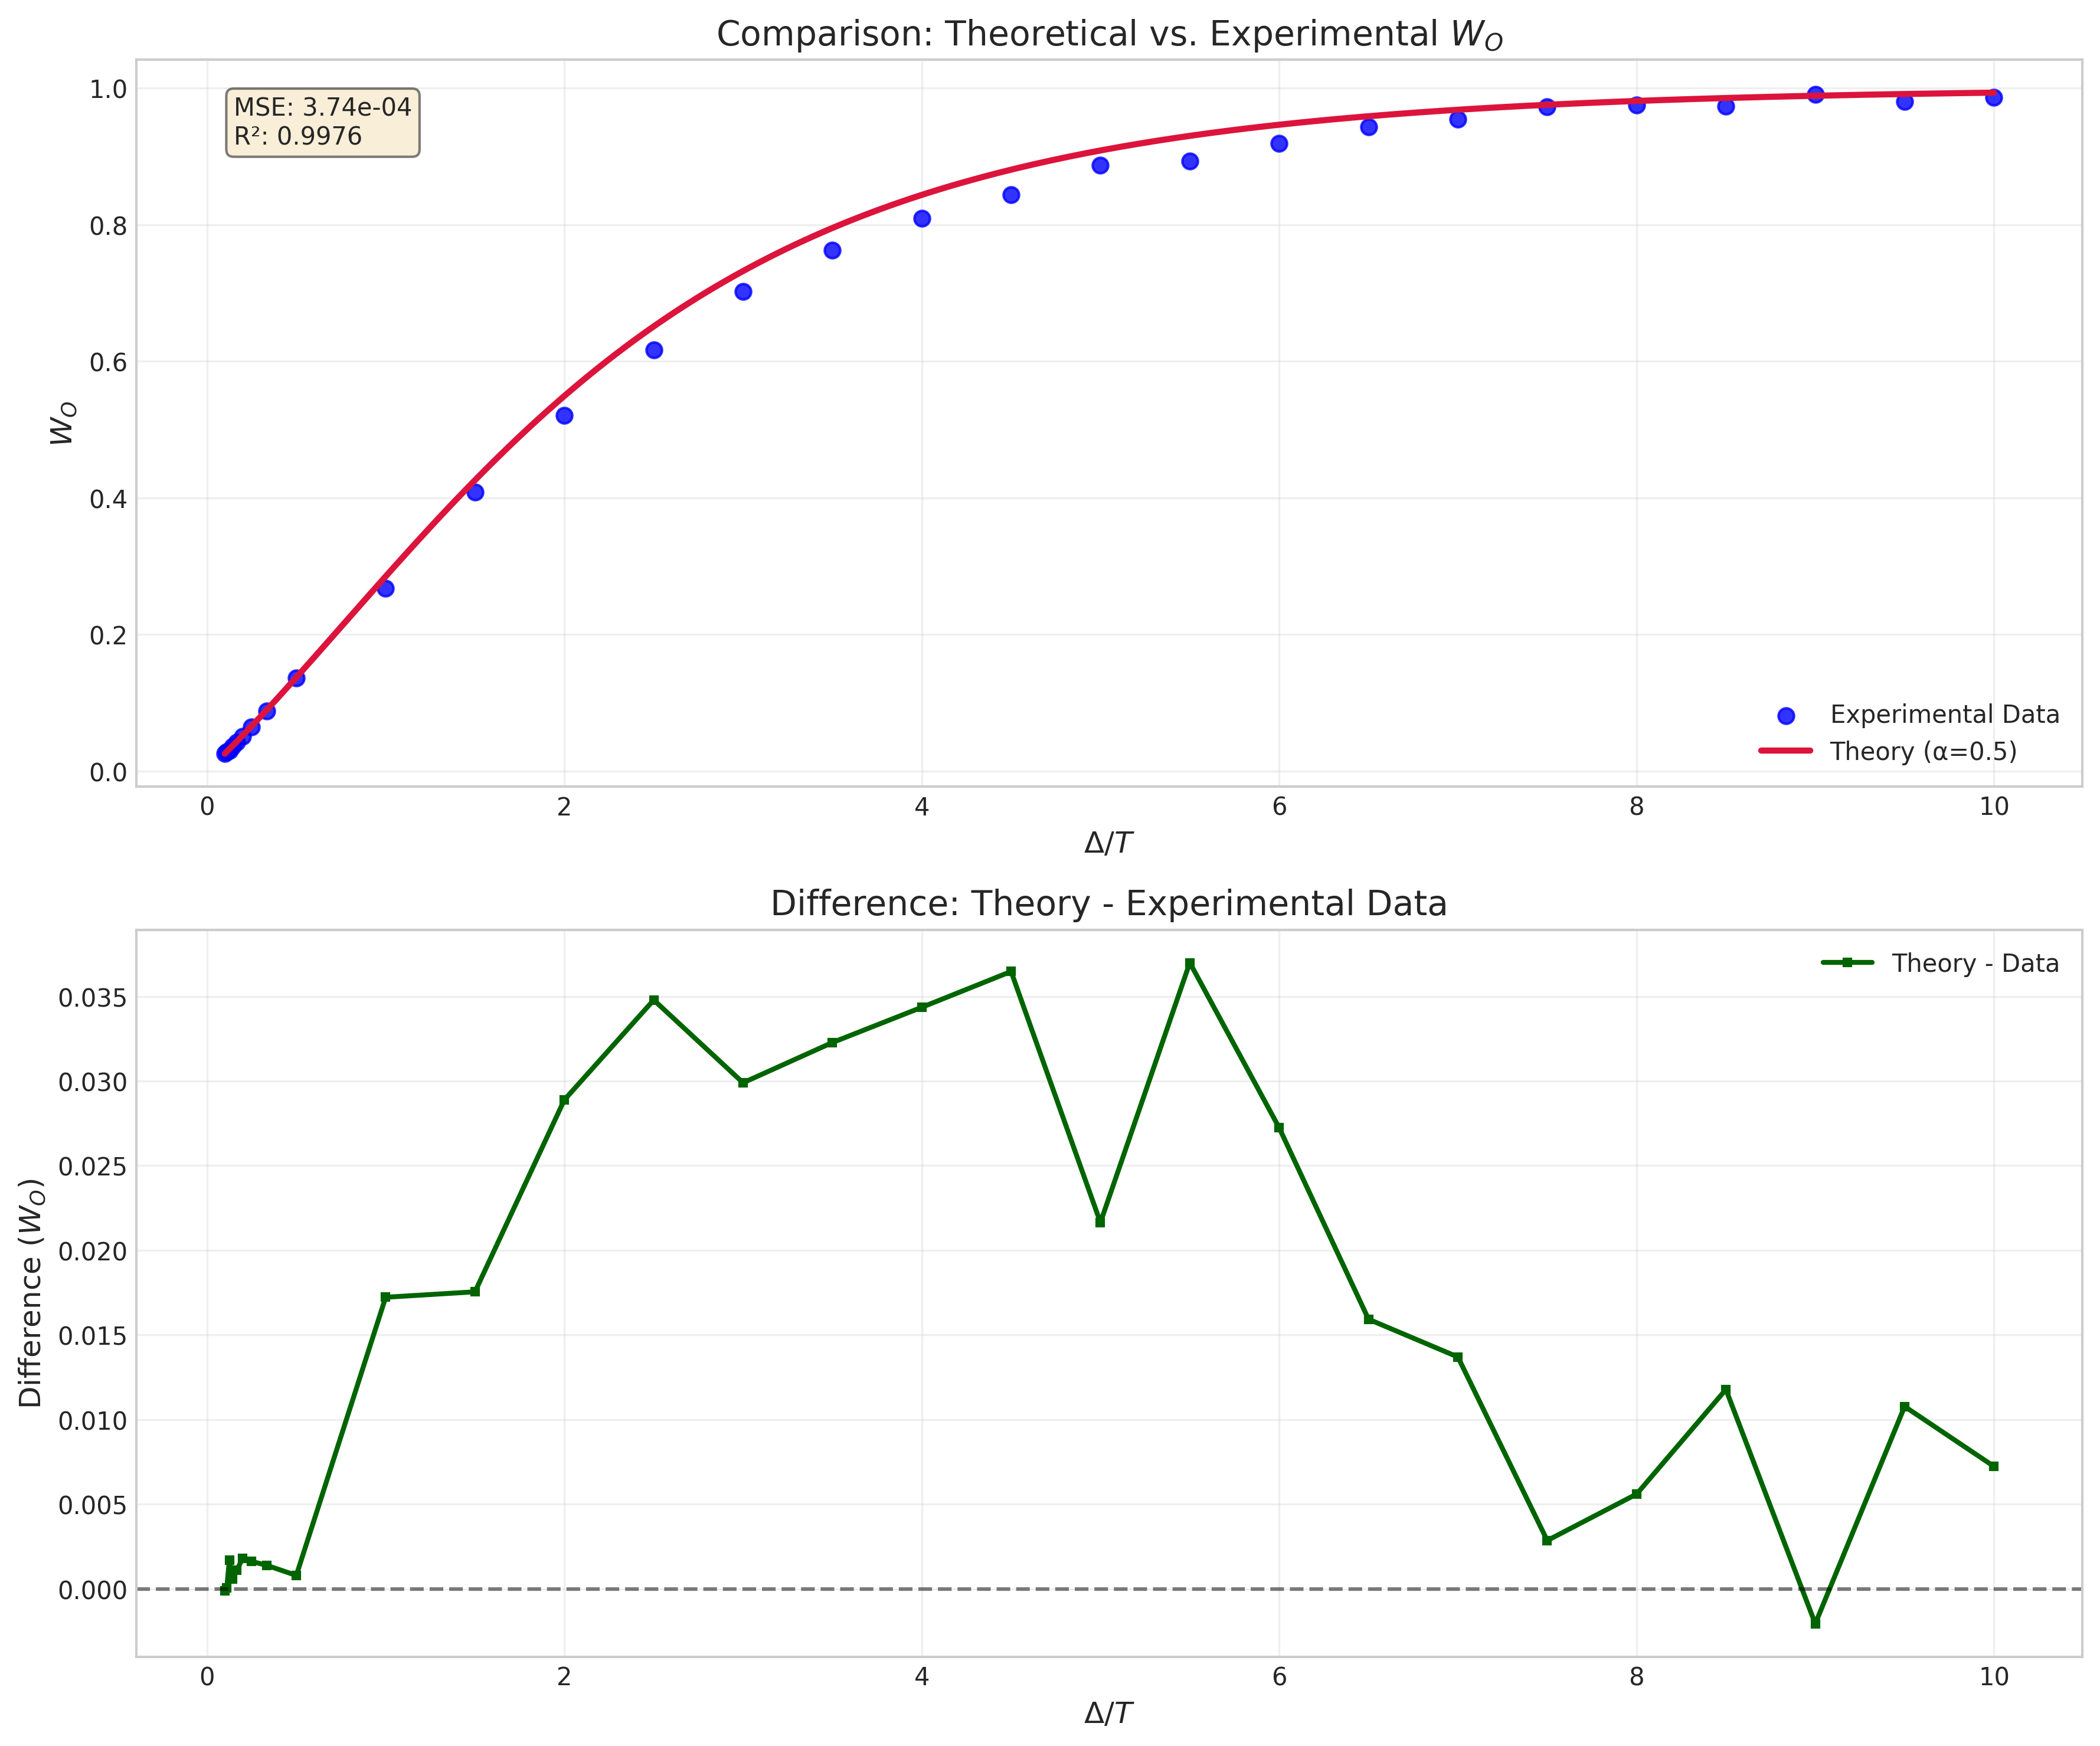 Comparison: Theoretical vs. Experimental W_O
MSE: 3.74e-04
R²: 0.9976
1.0
0.8
0.6
0.4
0.2
0.0
W_O
Experimental Data
Theory (α=0.5)
0 2 4 6 8 10
Δ/T
Difference: Theory - Experimental Data
Theory - Data
0.035
0.030
0.025
0.020
0.015
0.010
0.005
0.000
Difference (W_O)
0 2 4 6 8 10
Δ/T